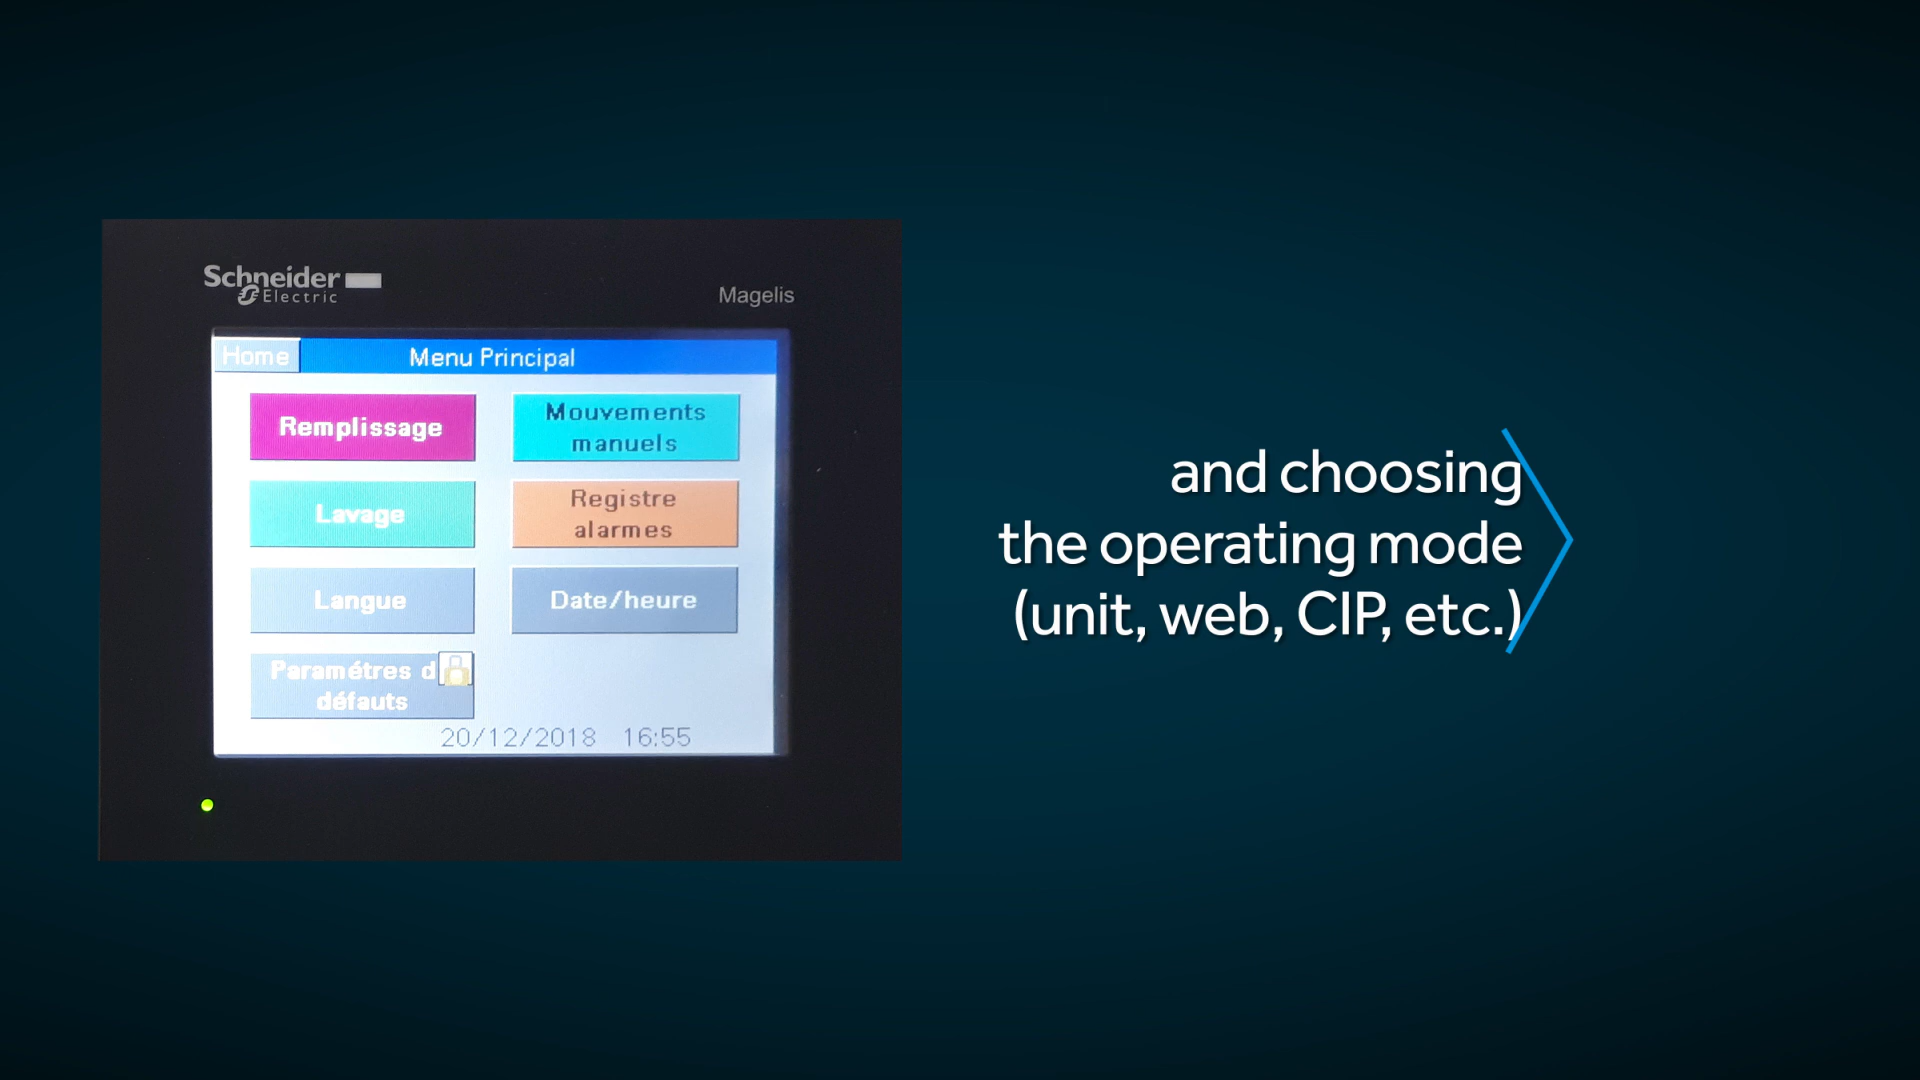 Schneider
Electric
Magelis
Home
Menu Principal
Remplissage
Mouvements
manuels
Lavage
Registre
alarmes
Langue
Date/heure
Paramétres d
défauts
20/12/2018 16:55
and choosing
the operating mode
(unit, web, CIP, etc.)